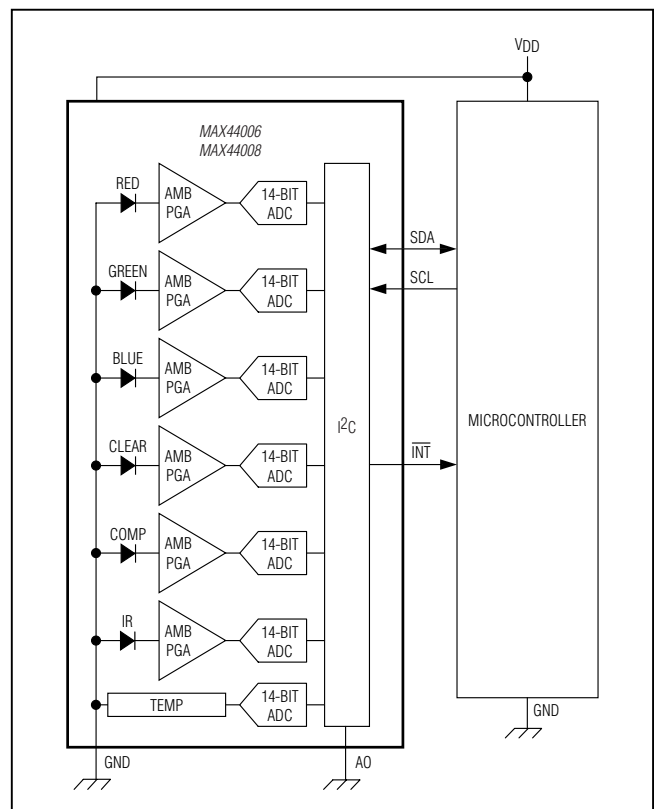 VDD
MAX44006
MAX44008
RED
AMB
PGA
14-BIT
ADC
GREEN
AMB
PGA
14-BIT
ADC
BLUE
AMB
PGA
14-BIT
ADC
CLEAR
AMB
PGA
14-BIT
ADC
COMP
AMB
PGA
14-BIT
ADC
IR
AMB
PGA
14-BIT
ADC
TEMP
14-BIT
ADC
I2C
SDA
SCL
INT
MICROCONTROLLER
GND
A0
GND